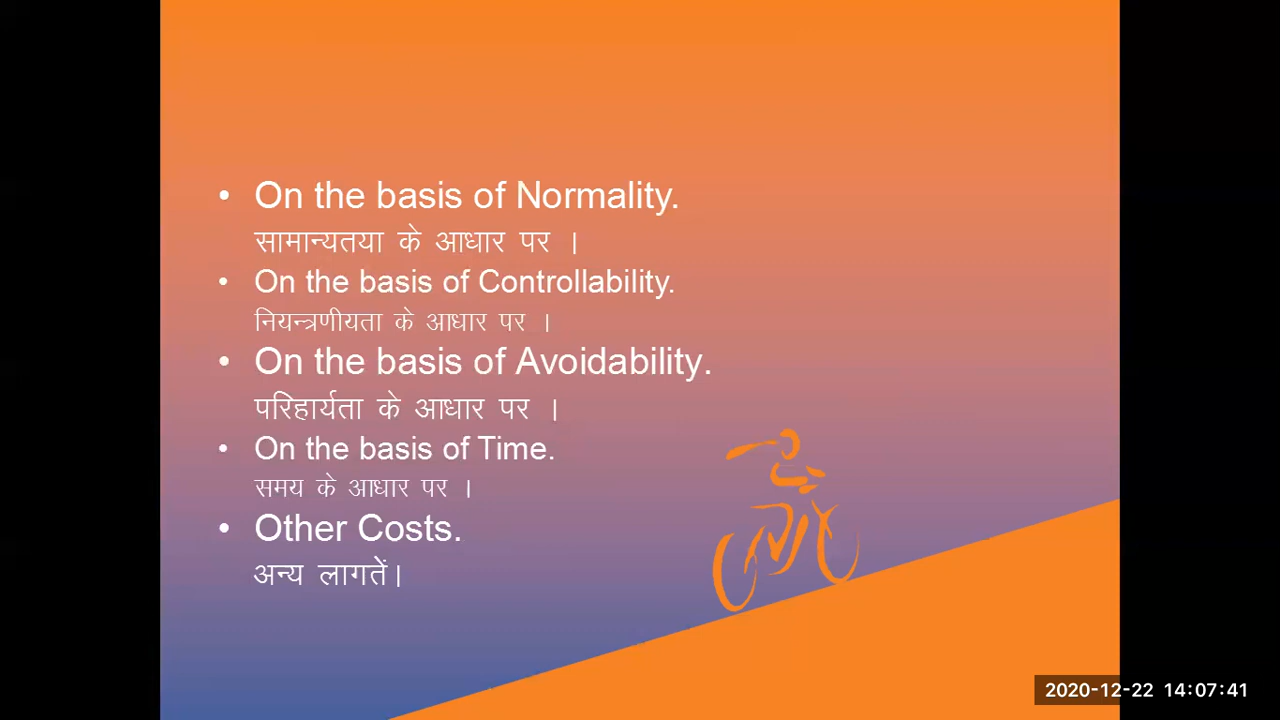 • On the basis of Normality.
सामान्यतया के आधार पर ।
• On the basis of Controllability.
नियन्त्रणीयता के आधार पर ।
• On the basis of Avoidability.
परिहार्यता के आधार पर ।
• On the basis of Time.
समय के आधार पर ।
• Other Costs.
अन्य लागतें।
2020-12-22 14:07:41